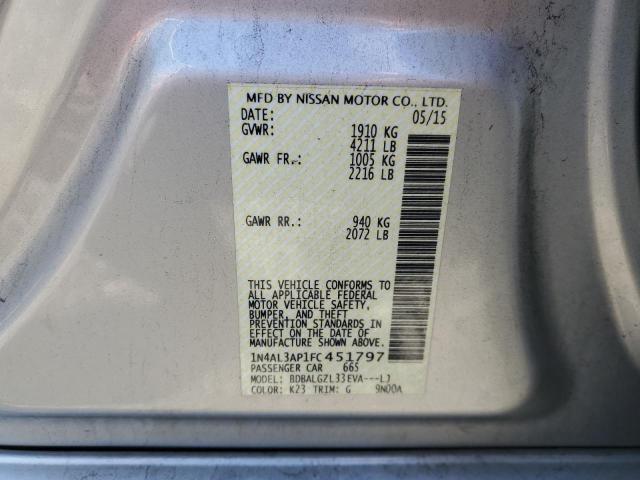 MFD BY NISSAN MOTOR CO., LTD.
DATE: 05/15
GVWR: 1910 KG
4211 LB
GAWR FR.: 1005 KG
2216 LB
GAWR RR.: 940 KG
2072 LB
THIS VEHICLE CONFORMS TO
ALL APPLICABLE FEDERAL
MOTOR VEHICLE SAFETY,
BUMPER, AND THEFT
PREVENTION STANDARDS IN
EFFECT ON THE DATE OF
MANUFACTURE SHOWN ABOVE.
1N4AL3AP1FC451797
PASSENGER CAR 665
MODEL: BDBALGZL33EVA---LJ
COLOR: K23 TRIM: G 9N00A